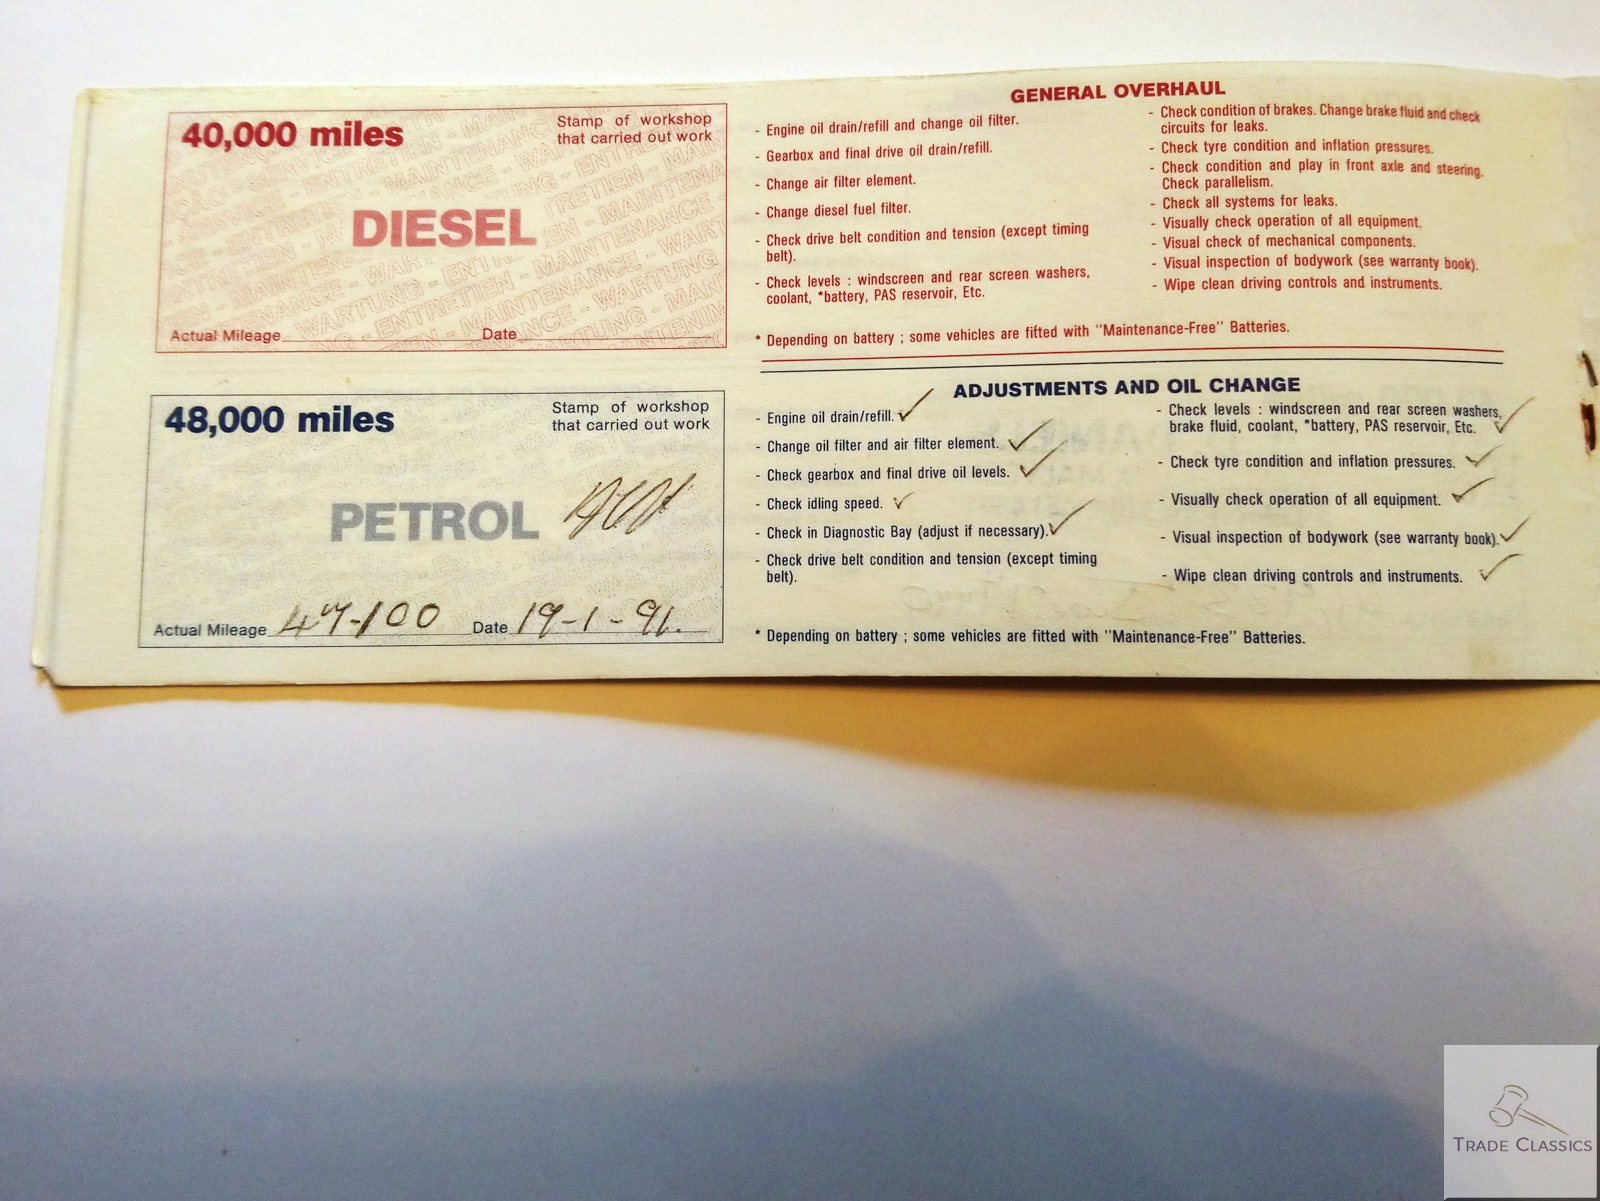 40,000 miles
Stamp of workshop
that carried out work
DIESEL
Actual Mileage
Date
GENERAL OVERHAUL
- Engine oil drain/refill and change oil filter.
- Gearbox and final drive oil drain/refill.
- Change air filter element.
- Change diesel fuel filter.
- Check drive belt condition and tension (except timing
belt).
- Check levels : windscreen and rear screen washers,
coolant, *battery, PAS reservoir, Etc.
- Check condition of brakes. Change brake fluid and check
circuits for leaks.
- Check tyre condition and inflation pressures.
- Check condition and play in front axle and steering.
Check parallelism.
- Check all systems for leaks.
- Visually check operation of all equipment.
- Visual check of mechanical components.
- Visual inspection of bodywork (see warranty book).
- Wipe clean driving controls and instruments.
* Depending on battery ; some vehicles are fitted with "Maintenance-Free" Batteries.
48,000 miles
Stamp of workshop
that carried out work
PETROL
Actual Mileage 47-100 Date 19-1-91.
ADJUSTMENTS AND OIL CHANGE
- Engine oil drain/refill. ✓
- Change oil filter and air filter element. ✓
- Check gearbox and final drive oil levels. ✓
- Check idling speed. ✓
- Check in Diagnostic Bay (adjust if necessary). ✓
- Check drive belt condition and tension (except timing
belt).
- Check levels : windscreen and rear screen washers,
brake fluid, coolant, *battery, PAS reservoir, Etc. ✓
- Check tyre condition and inflation pressures. ✓
- Visually check operation of all equipment. ✓
- Visual inspection of bodywork (see warranty book). ✓
- Wipe clean driving controls and instruments. ✓
* Depending on battery ; some vehicles are fitted with "Maintenance-Free" Batteries.
TRADE CLASSICS